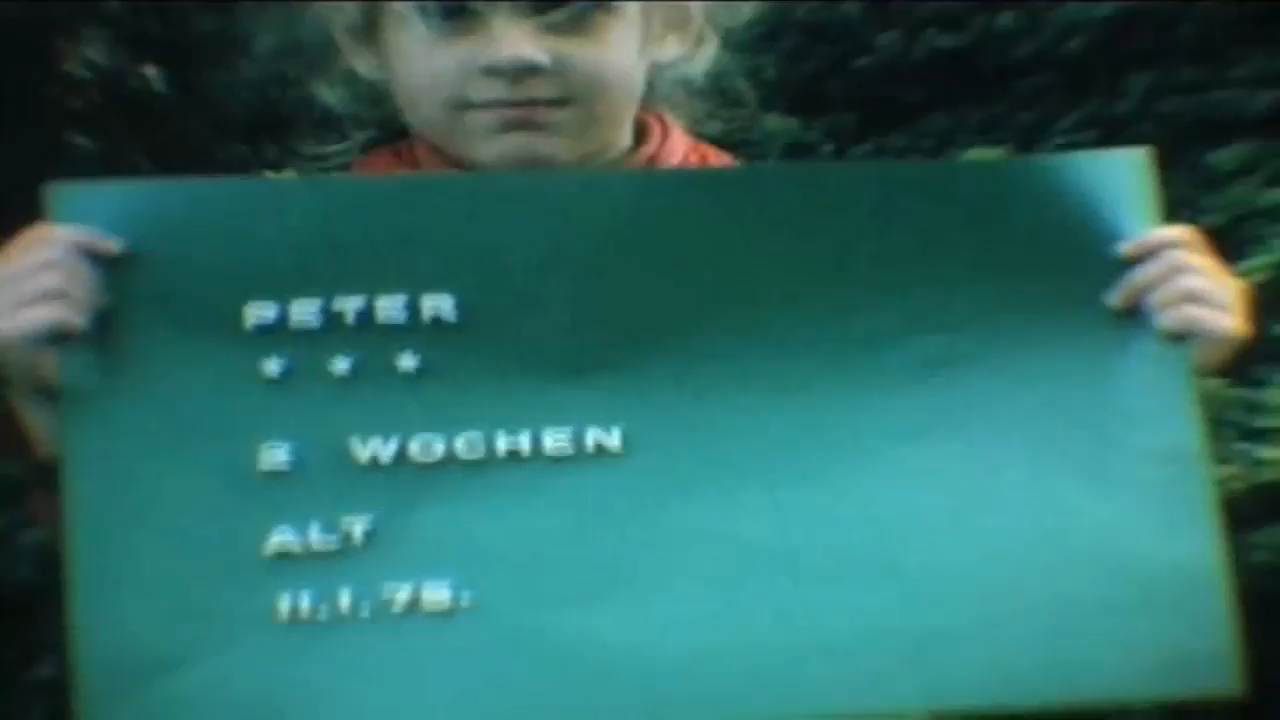 PETER
* * *
2 WOCHEN
ALT
11.1.75.